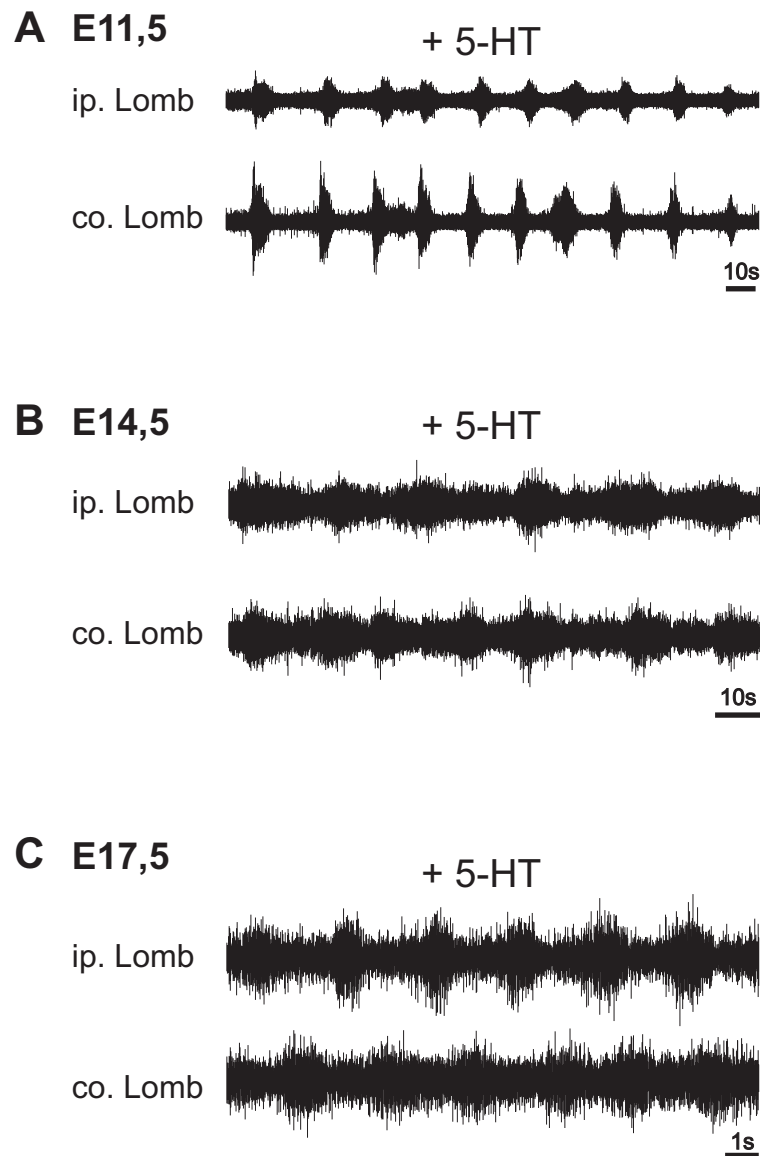 A E11,5
+ 5-HT
ip. Lomb
co. Lomb
10s
B E14,5
+ 5-HT
ip. Lomb
co. Lomb
10s
C E17,5
+ 5-HT
ip. Lomb
co. Lomb
1s